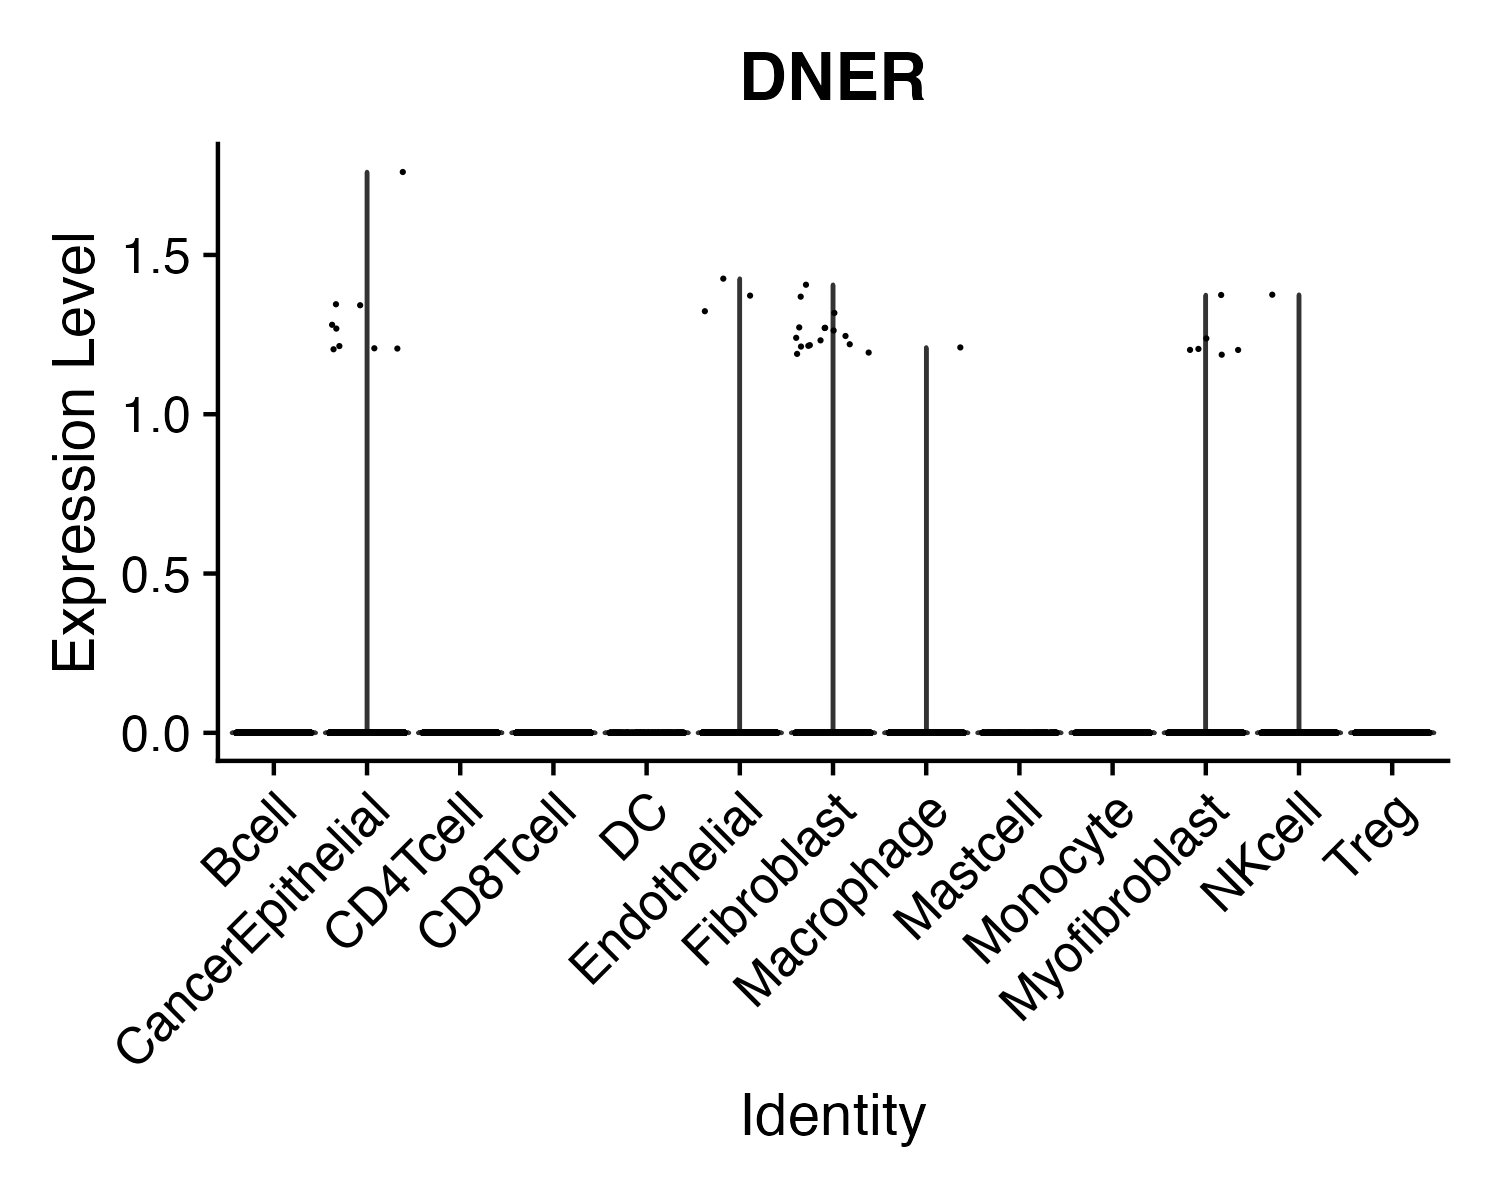 DNER
Expression Level
1.5
1.0
0.5
0.0
Bcell
CancerEpithelial
CD4Tcell
CD8Tcell
DC
Endothelial
Fibroblast
Macrophage
Mastcell
Monocyte
Myofibroblast
NKcell
Treg
Identity